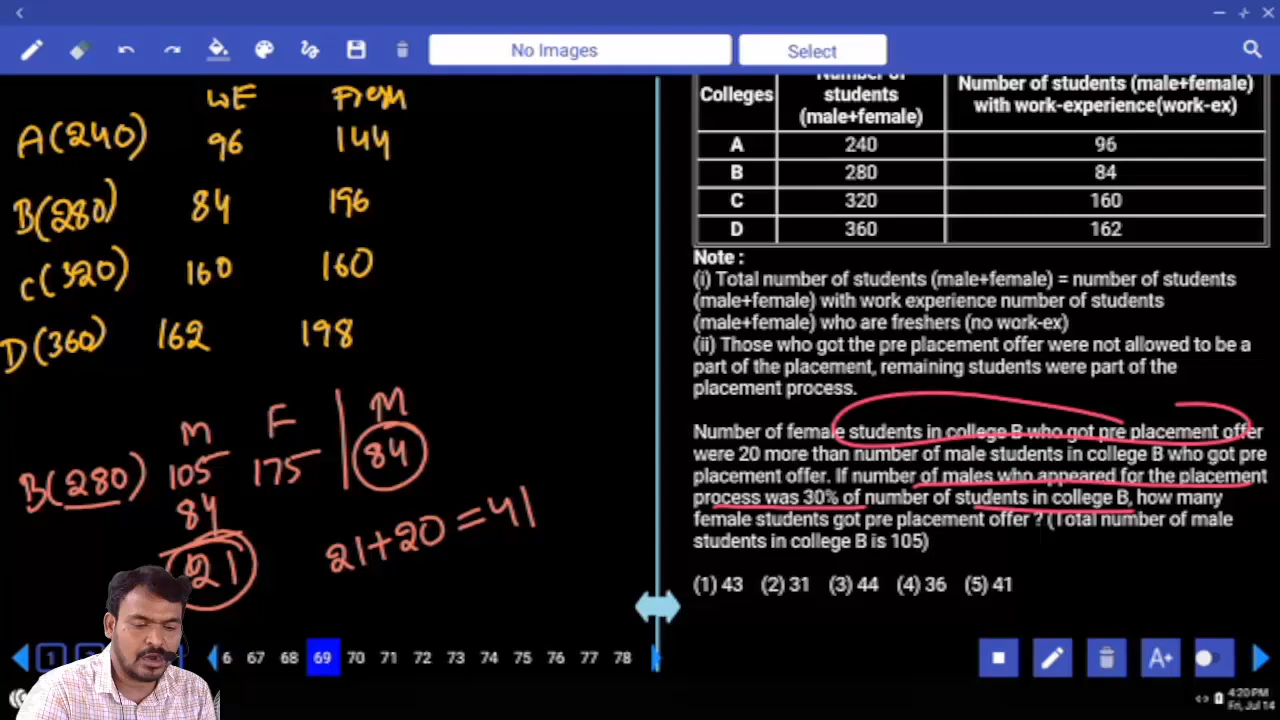 No Images
Select
WE Fresh
A(240) 96 144
B(280) 84 196
C(320) 160 160
D(360) 162 198
M F M
B(280) 105 175 84
84
21
21+20=41
Colleges
Number of
students
(male+female)
Number of students (male+female)
with work-experience(work-ex)
A 240 96
B 280 84
C 320 160
D 360 162
Note :
(i) Total number of students (male+female) = number of students
(male+female) with work experience number of students
(male+female) who are freshers (no work-ex)
(ii) Those who got the pre placement offer were not allowed to be a
part of the placement, remaining students were part of the
placement process.
Number of female students in college B who got pre placement offer
were 20 more than number of male students in college B who got pre
placement offer. If number of males who appeared for the placement
process was 30% of number of students in college B, how many
female students got pre placement offer ? (Total number of male
students in college B is 105)
(1) 43 (2) 31 (3) 44 (4) 36 (5) 41
1 6 67 68 69 70 71 72 73 74 75 76 77 78
A+
4:20 PM
Fri, Jul 14